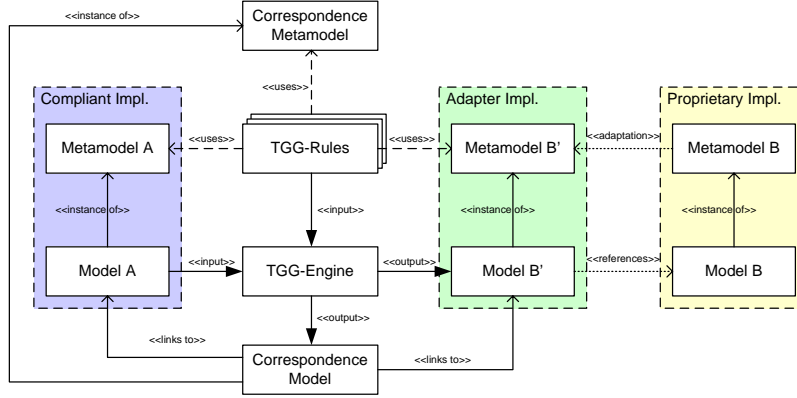 <<instance of>>
Correspondence
Metamodel
<<uses>>
Compliant Impl.
Adapter Impl.
Proprietary Impl.
Metamodel A
<<uses>>
TGG-Rules
<<uses>>
Metamodel B'
<<adaptation>>
Metamodel B
<<instance of>>
<<input>>
<<instance of>>
<<instance of>>
Model A
<<input>>
TGG-Engine
<<output>>
Model B'
<<references>>
Model B
<<output>>
<<links to>>
Correspondence
Model
<<links to>>